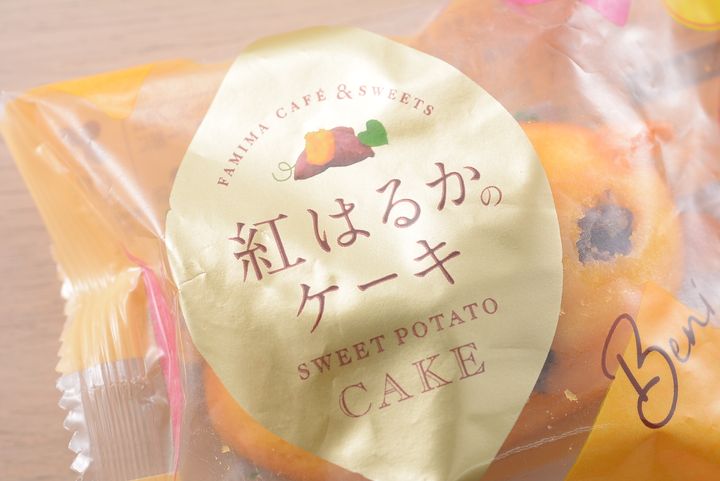 FAMIMA CAFÉ & SWEETS
紅はるかの
ケーキ
SWEET POTATO
CAKE
Beni